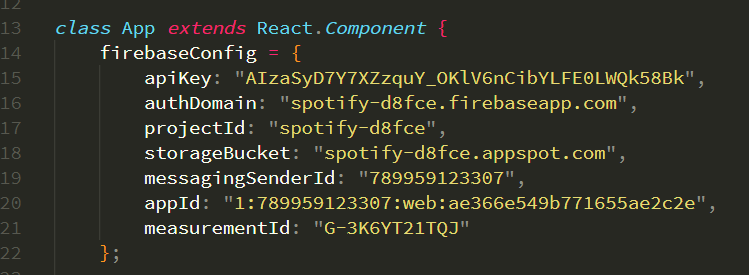 12
13 class App extends React.Component {
14 firebaseConfig = {
15 apiKey: "AIzaSyD7Y7XZzquY_OKlV6nCibYLFE0LWQk58Bk",
16 authDomain: "spotify-d8fce.firebaseapp.com",
17 projectId: "spotify-d8fce",
18 storageBucket: "spotify-d8fce.appspot.com",
19 messagingSenderId: "789959123307",
20 appId: "1:789959123307:web:ae366e549b771655ae2c2e",
21 measurementId: "G-3K6YT21TQJ"
22 };